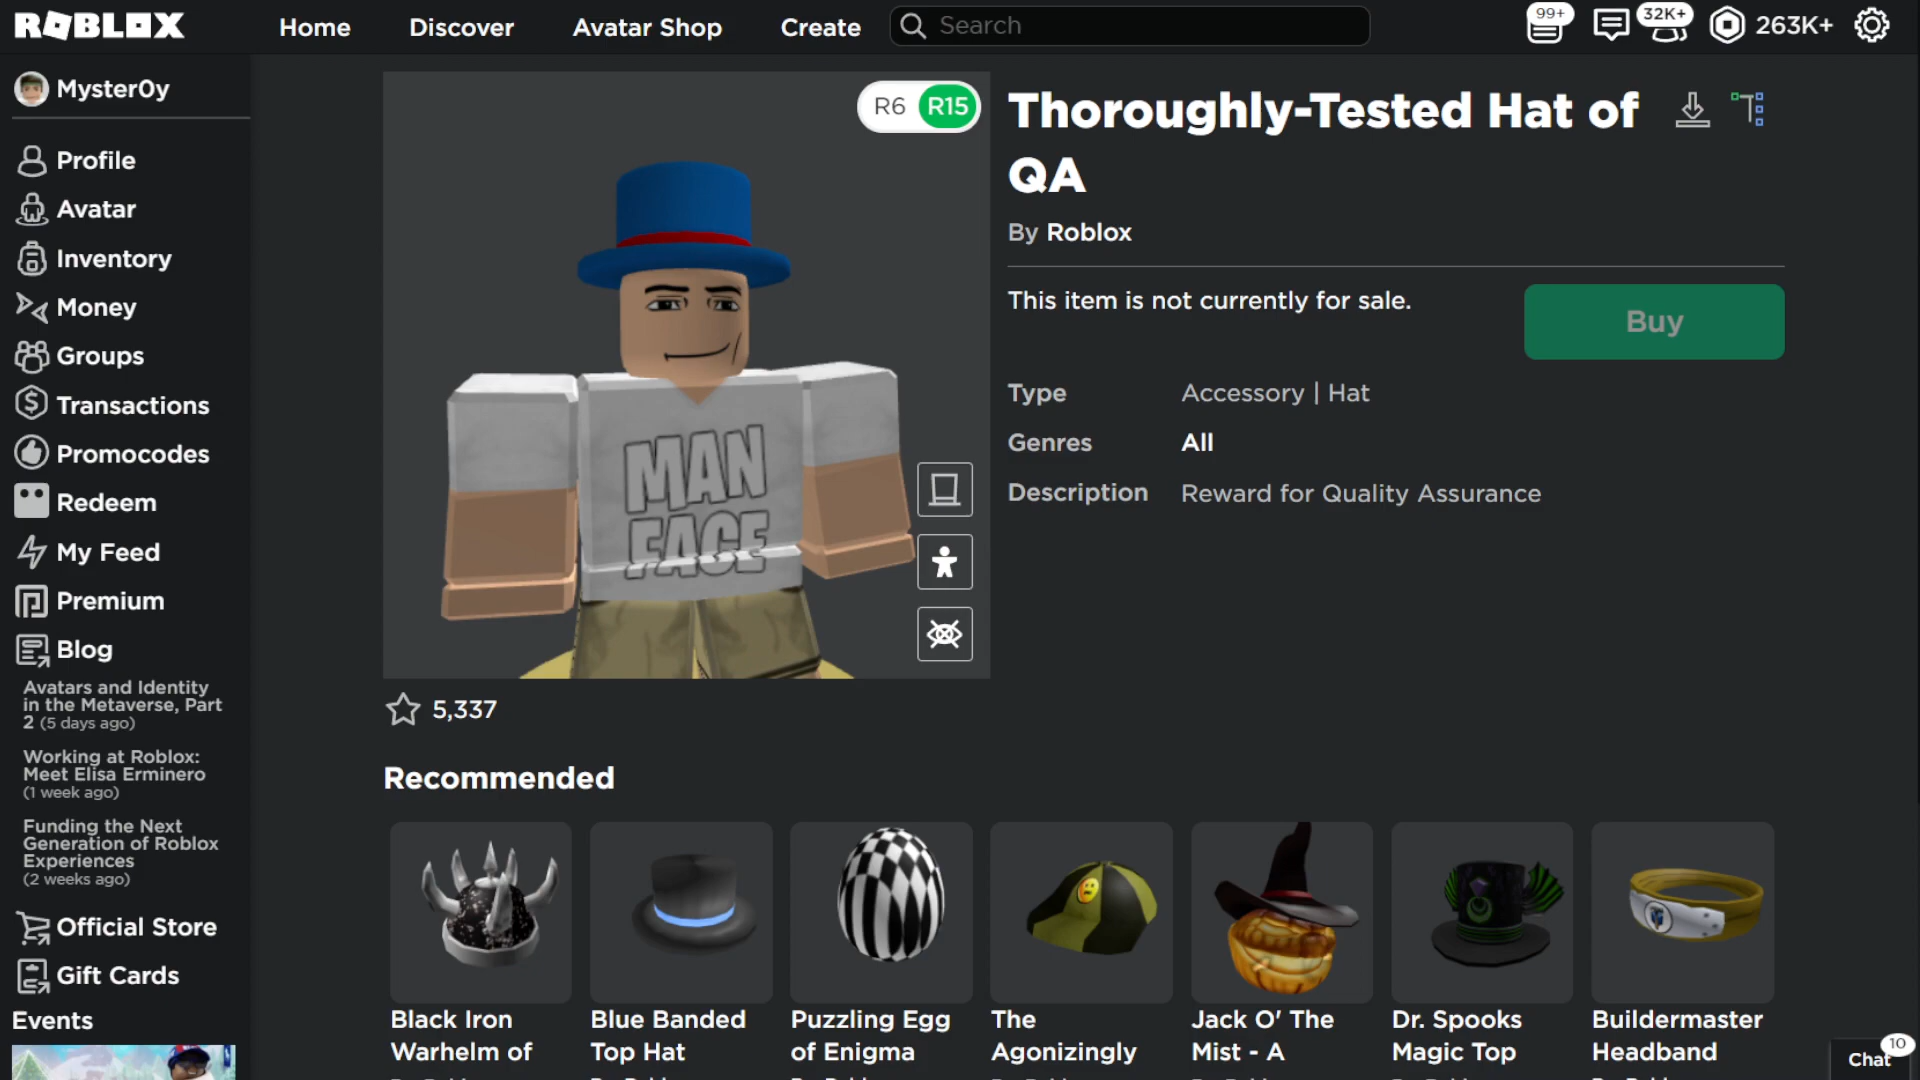 ROBLOX
Home
Discover
Avatar Shop
Create
Search
99+
32K+
263K+
Myster0y
Profile
Avatar
Inventory
Money
Groups
Transactions
Promocodes
Redeem
My Feed
Premium
Blog
Avatars and Identity
in the Metaverse, Part
2 (5 days ago)
Working at Roblox:
Meet Elisa Erminero
(1 week ago)
Funding the Next
Generation of Roblox
Experiences
(2 weeks ago)
Official Store
Gift Cards
Events
R6
R15
MAN
FACE
Thoroughly-Tested Hat of
QA
By Roblox
This item is not currently for sale.
Buy
Type
Accessory | Hat
Genres
All
Description
Reward for Quality Assurance
5,337
Recommended
Black Iron
Warhelm of
Blue Banded
Top Hat
Puzzling Egg
of Enigma
The
Agonizingly
Jack O' The
Mist - A
Dr. Spooks
Magic Top
Buildermaster
Headband
Chat
10